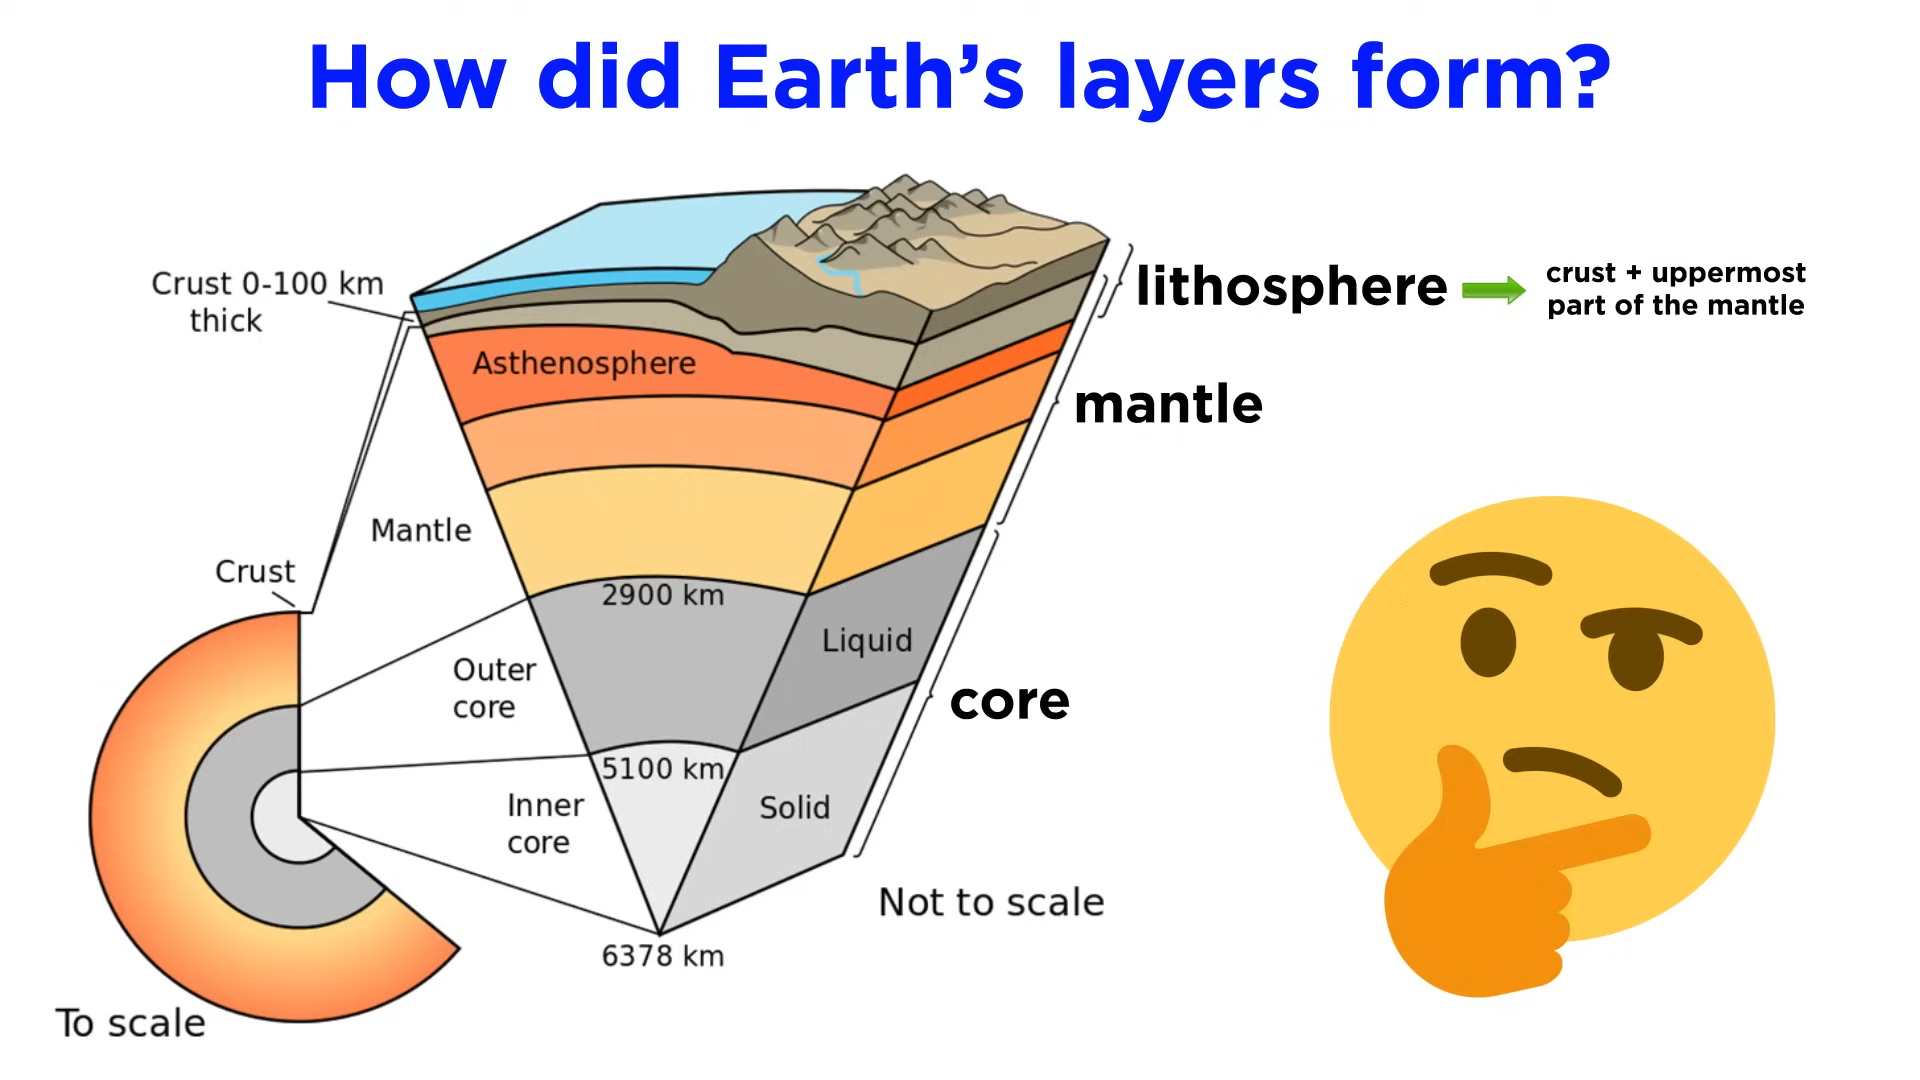 How did Earth’s layers form?
Crust 0-100 km
thick
lithosphere
crust + uppermost
part of the mantle
Asthenosphere
mantle
Mantle
Crust
2900 km
Liquid
Outer
core
core
5100 km
Inner
core
Solid
Not to scale
6378 km
To scale